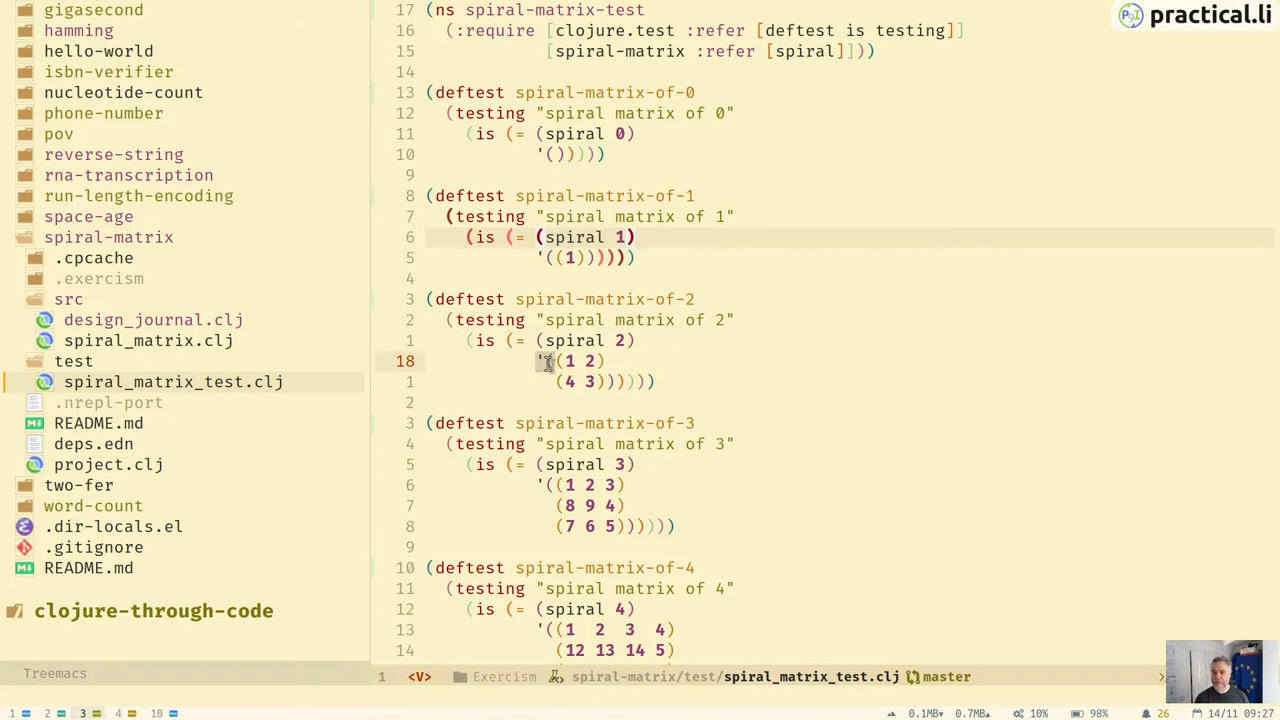 gigasecond
hamming
hello-world
isbn-verifier
nucleotide-count
phone-number
pov
reverse-string
rna-transcription
run-length-encoding
space-age
spiral-matrix
.cpcache
.exercism
src
design_journal.clj
spiral_matrix.clj
test
spiral_matrix_test.clj
.nrepl-port
README.md
deps.edn
project.clj
two-fer
word-count
.dir-locals.el
.gitignore
README.md
clojure-through-code
Treemacs
17 (ns spiral-matrix-test
16 (:require [clojure.test :refer [deftest is testing]]
15 [spiral-matrix :refer [spiral]]))
14
13 (deftest spiral-matrix-of-0
12 (testing "spiral matrix of 0"
11 (is (= (spiral 0)
10 '()))))
9
8 (deftest spiral-matrix-of-1
7 (testing "spiral matrix of 1"
6 (is (= (spiral 1)
5 '((1)))))
4
3 (deftest spiral-matrix-of-2
2 (testing "spiral matrix of 2"
1 (is (= (spiral 2)
18 '((1 2)
1 (4 3))))))
2
3 (deftest spiral-matrix-of-3
4 (testing "spiral matrix of 3"
5 (is (= (spiral 3)
6 '((1 2 3)
7 (8 9 4)
8 (7 6 5))))))
9
10 (deftest spiral-matrix-of-4
11 (testing "spiral matrix of 4"
12 (is (= (spiral 4)
13 '((1 2 3 4)
14 (12 13 14 5)
practical.li
1 <V> Exercism spiral-matrix/test/spiral_matrix_test.clj master
1 2 3 4 10 0.1MB 0.7MB 10% 98% 26 14/11 09:27